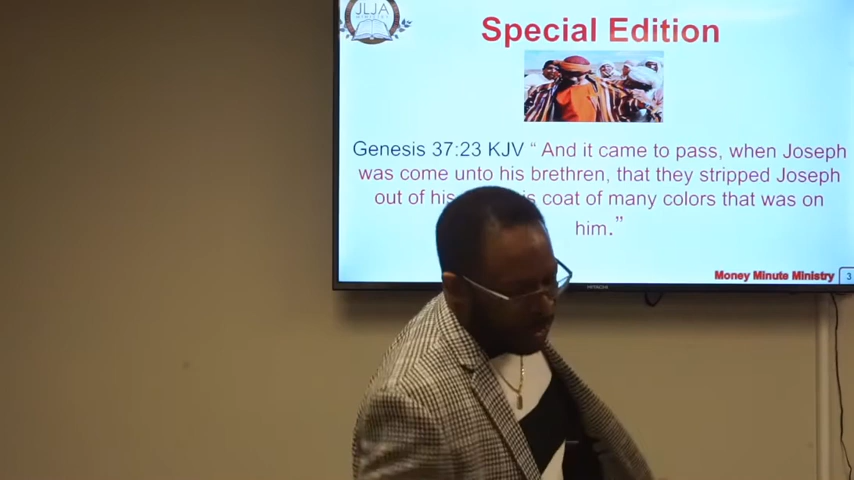 JLJA
MINISTRY
Special Edition
Genesis 37:23 KJV “ And it came to pass, when Joseph
was come unto his brethren, that they stripped Joseph
out of his coat of many colors that was on
him.”
Money Minute Ministry 3
HITACHI